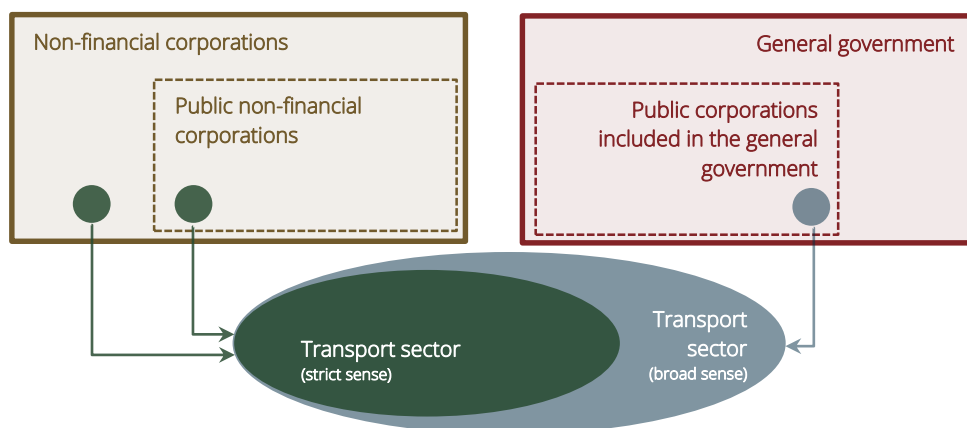 Non-financial corporations
General government
Public non-financial
corporations
Public corporations
included in the general
government
Transport sector
(strict sense)
Transport
sector
(broad sense)